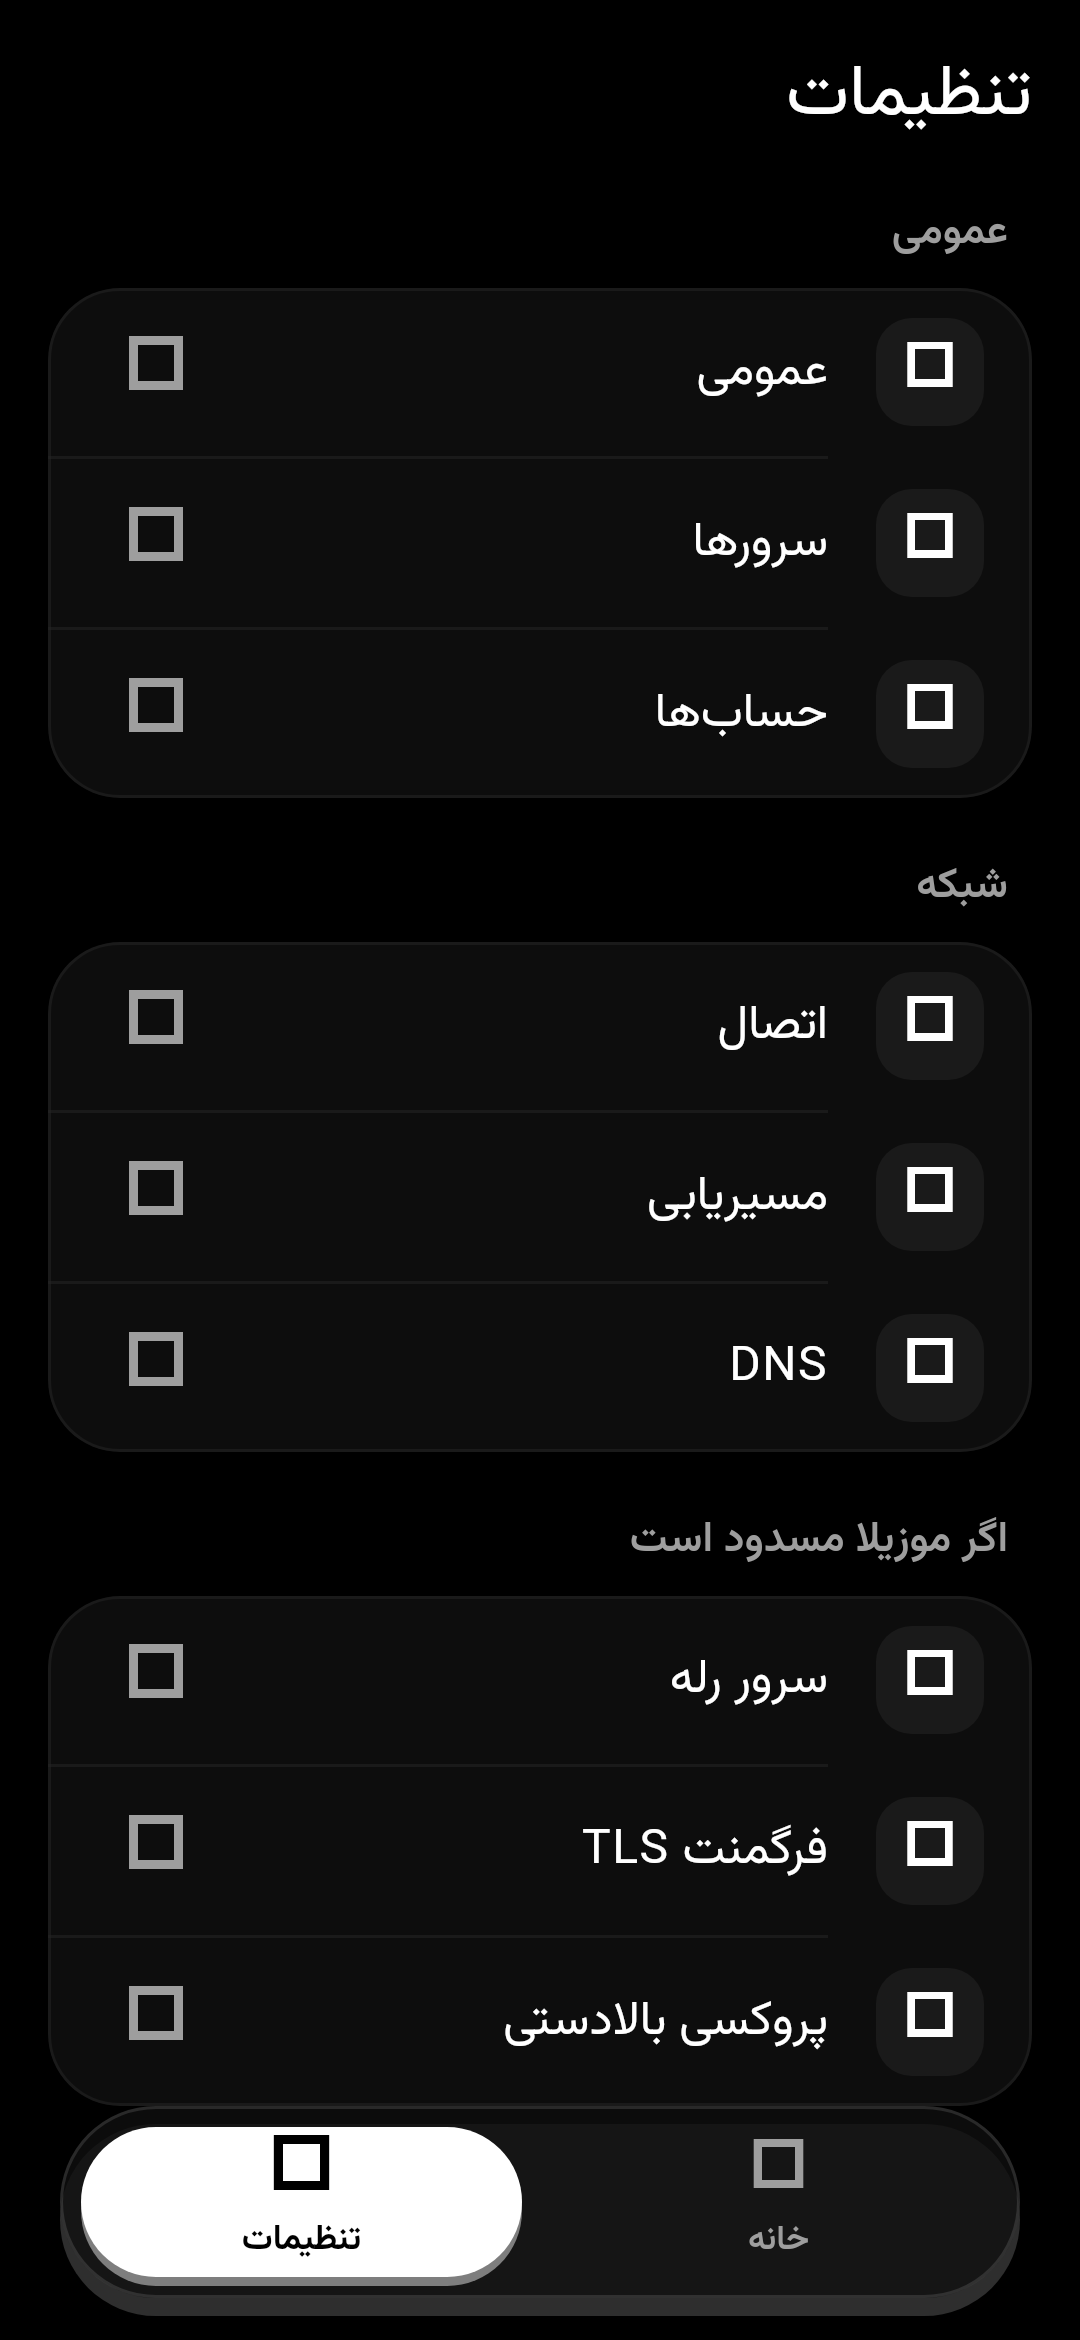 تنظیمات
عمومی
عمومی
سرورها
حساب‌ها
شبکه
اتصال
مسیریابی
DNS
اگر موزیلا مسدود است
سرور رله
فرگمنت TLS
پروکسی بالادستی
خانه
تنظیمات